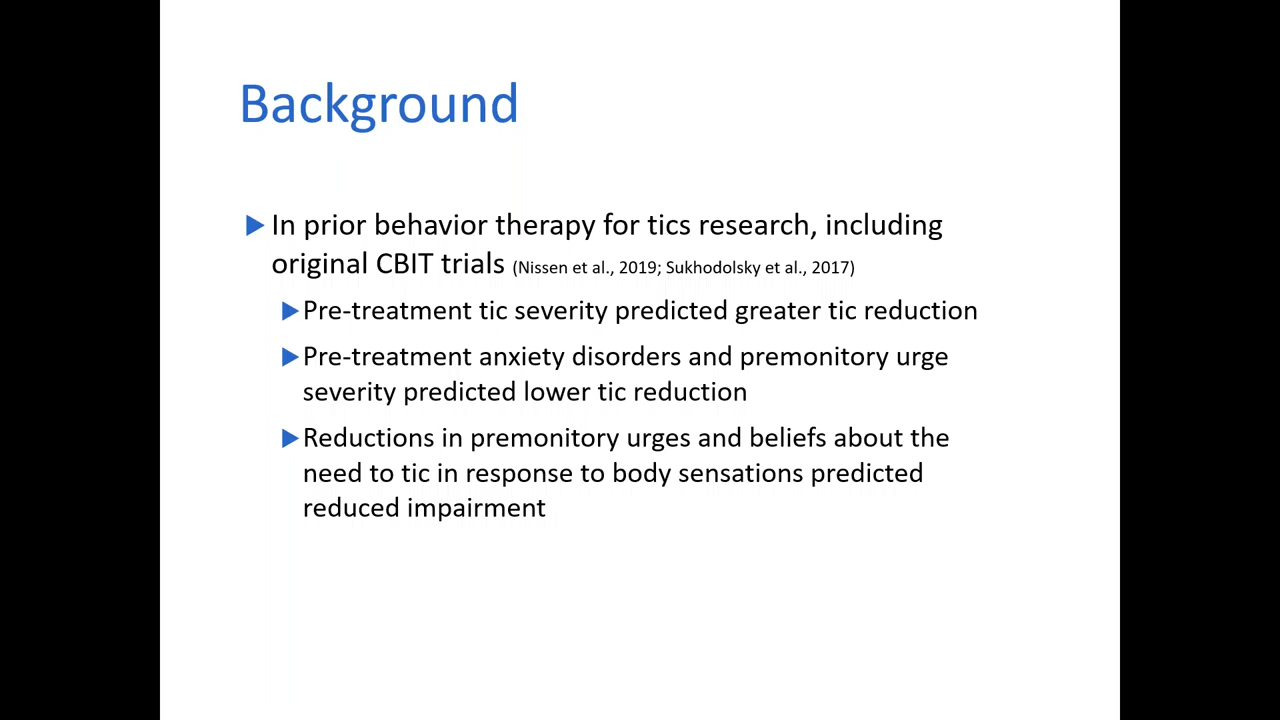 Background
In prior behavior therapy for tics research, including
original CBIT trials (Nissen et al., 2019; Sukhodolsky et al., 2017)
Pre-treatment tic severity predicted greater tic reduction
Pre-treatment anxiety disorders and premonitory urge
severity predicted lower tic reduction
Reductions in premonitory urges and beliefs about the
need to tic in response to body sensations predicted
reduced impairment